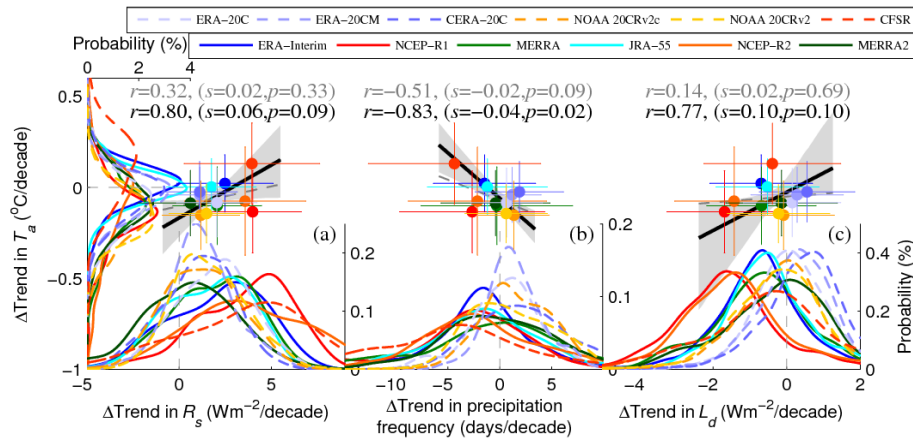 ERA-20C ERA-20CM CERA-20C NOAA 20CRv2c NOAA 20CRv2 CFSR
ERA-Interim NCEP-R1 MERRA JRA-55 NCEP-R2 MERRA2
Probability (%)
0 2 4
r=0.32, (s=0.02,p=0.33)
r=0.80, (s=0.06,p=0.09)
r=−0.51, (s=−0.02,p=0.09)
r=−0.83, (s=−0.04,p=0.02)
0.14, (s=0.02,p=0.69)
r=0.77, (s=0.10,p=0.10)
ΔTrend in Ta (°C/decade)
0.5
0
−0.5
−1
(a)
(b)
(c)
0.2
0.1
0
0.2
0.1
0
0.4
0.2
0
Probability (%)
−5 0 5
−10 −5 0 5
−4 −2 0 2
ΔTrend in Rs (Wm−2/decade)
ΔTrend in precipitation
frequency (days/decade)
ΔTrend in Ld (Wm−2/decade)